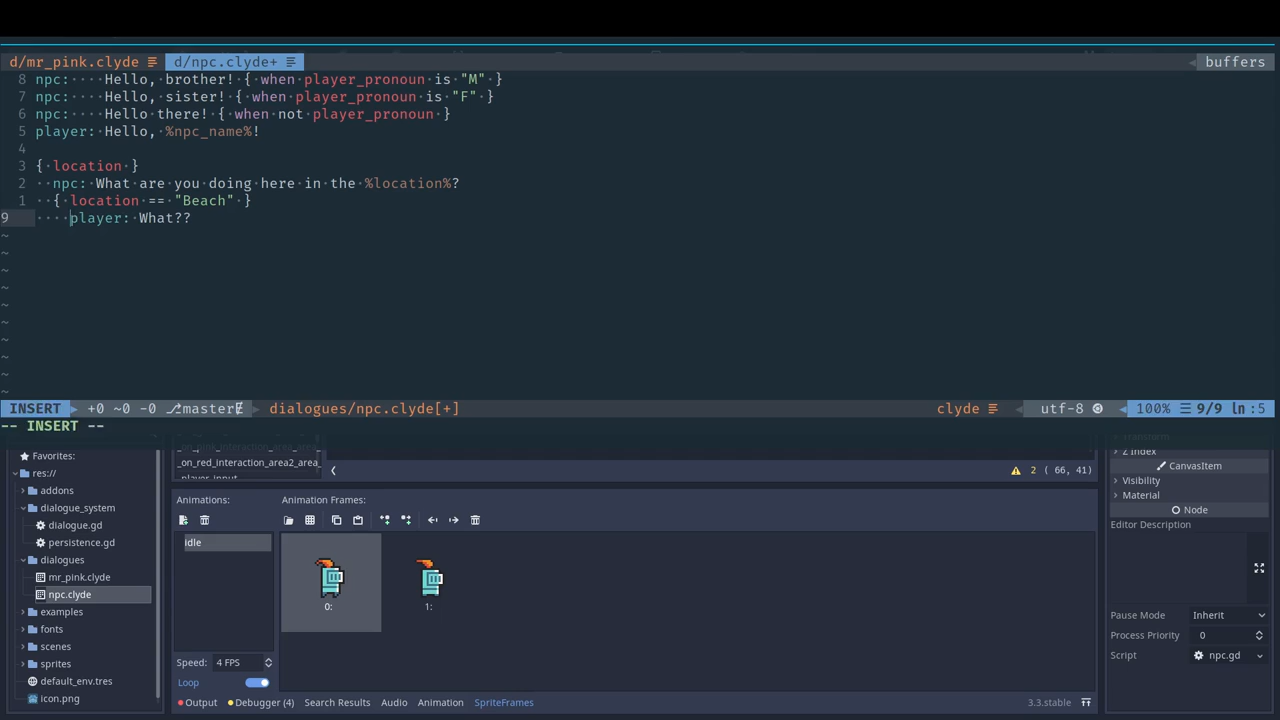 d/mr_pink.clyde d/npc.clyde+ buffers
8 npc:····Hello,·brother!·{·when·player_pronoun·is·"M"·}
7 npc:····Hello,·sister!·{·when·player_pronoun·is·"F"·}
6 npc:····Hello·there!·{·when·not·player_pronoun·}
5 player:·Hello,·%npc_name%!
4
3 {·location·}
2 ··npc:·What·are·you·doing·here·in·the·%location%?
1 ··{·location·==·"Beach"·}
9 ····player:·What??
~
~
~
~
~
~
~
~
~
~
INSERT +0 ~0 -0 master dialogues/npc.clyde[+] clyde utf-8 100% 9/9 ln:5
-- INSERT --
Favorites:
res://
addons
dialogue_system
dialogue.gd
persistence.gd
dialogues
mr_pink.clyde
npc.clyde
examples
fonts
scenes
sprites
default_env.tres
icon.png
_on_pink_interaction_area_area_
_on_red_interaction_area2_area_
player_input
2 ( 66, 41)
Animations:
idle
Speed: 4 FPS
Loop
Animation Frames:
0: 1:
Output Debugger (4) Search Results Audio Animation SpriteFrames 3.3.stable
Transform
Z Index
CanvasItem
Visibility
Material
Node
Editor Description
Pause Mode Inherit
Process Priority 0
Script npc.gd